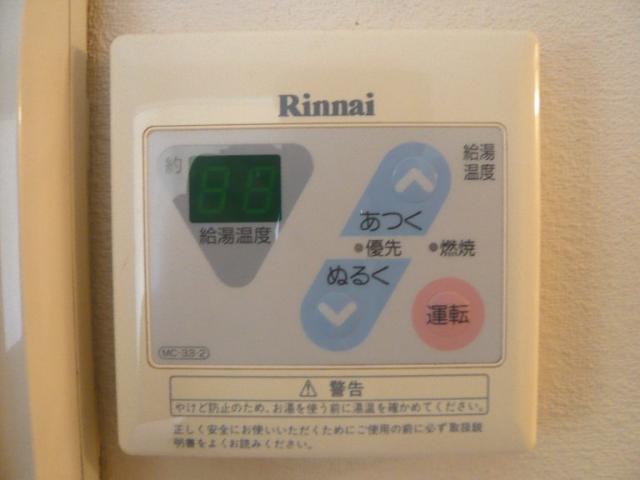 Rinnai
約
88
給湯温度
給湯
温度
あつく
優先
燃焼
ぬるく
運転
MC-33-2
⚠ 警告
やけど防止のため、お湯を使う前に湯温を確かめてください。
正しく安全にお使いいただくためにご使用の前に必ず取扱説
明書をよくお読みください。